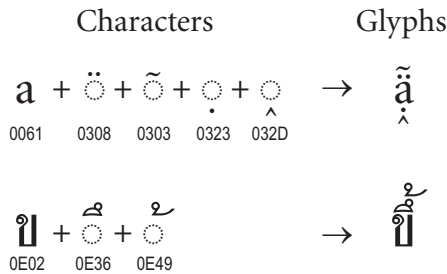 Characters Glyphs
a + ◌̈ + ◌̃ + ◌̣ + ◌̭ → ạ̭̈̃
0061 0308 0303 0323 032D
ข + ◌ึ + ◌้ → ขึ้
0E02 0E36 0E49